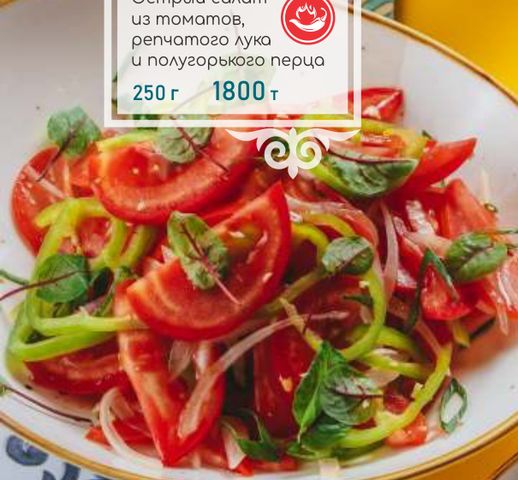 Острый салат
из томатов,
репчатого лука
и полугорького перца
250 г 1800 т